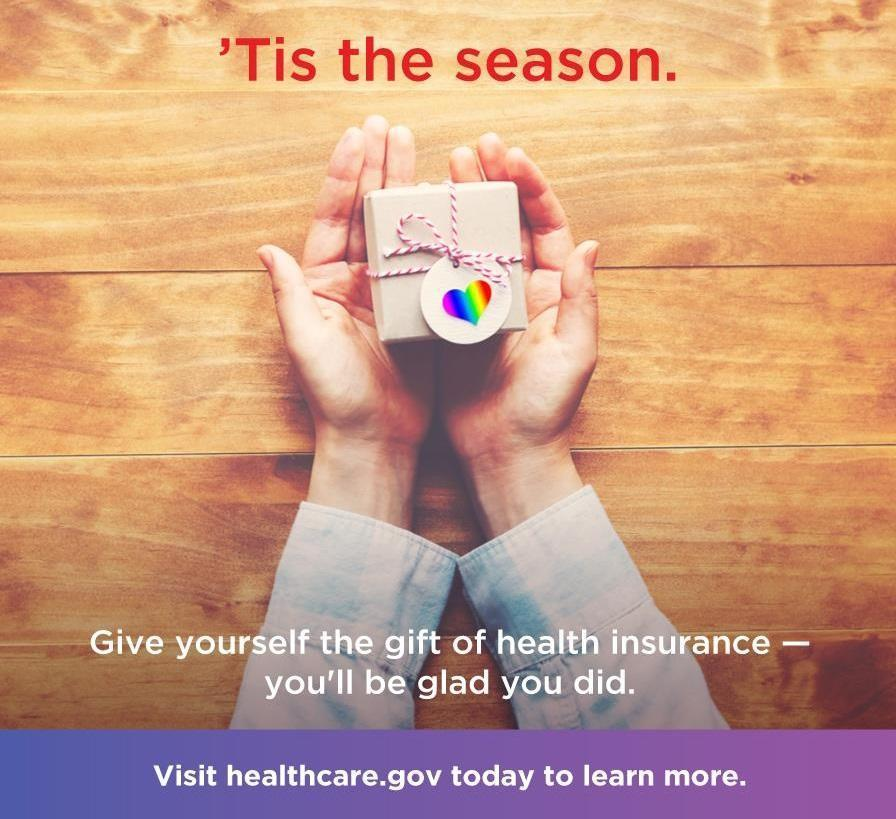 ’Tis the season.
Give yourself the gift of health insurance —
you'll be glad you did.
Visit healthcare.gov today to learn more.